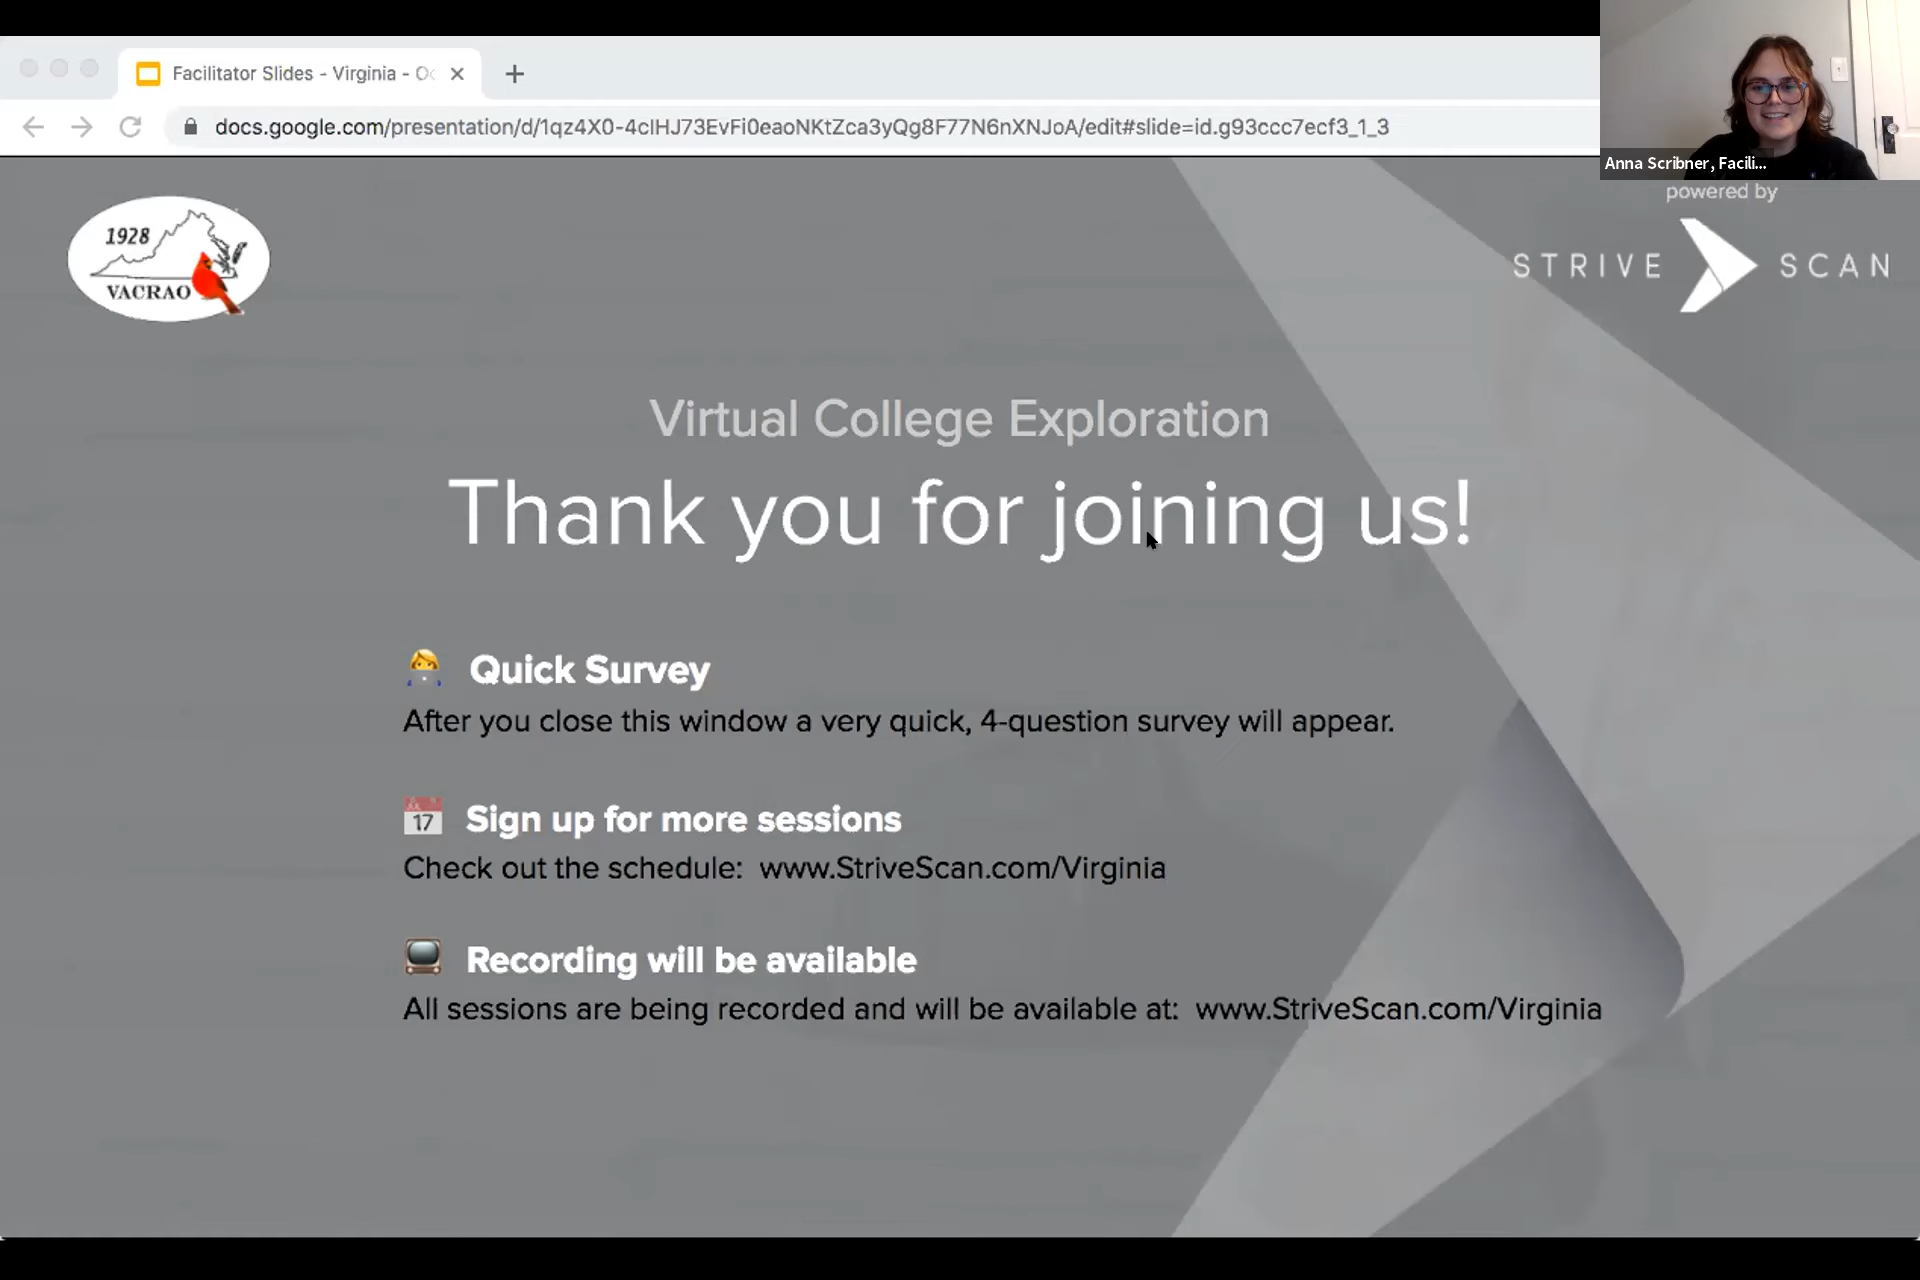 Facilitator Slides - Virginia - Oc
docs.google.com/presentation/d/1qz4X0-4cIHJ73EvFi0eaoNKtZca3yQg8F77N6nXNJoA/edit#slide=id.g93ccc7ecf3_1_3
Anna Scribner, Facili...
powered by
1928
VACRAO
STRIVE SCAN
Virtual College Exploration
Thank you for joining us!
Quick Survey
After you close this window a very quick, 4-question survey will appear.
17 Sign up for more sessions
Check out the schedule: www.StriveScan.com/Virginia
Recording will be available
All sessions are being recorded and will be available at: www.StriveScan.com/Virginia